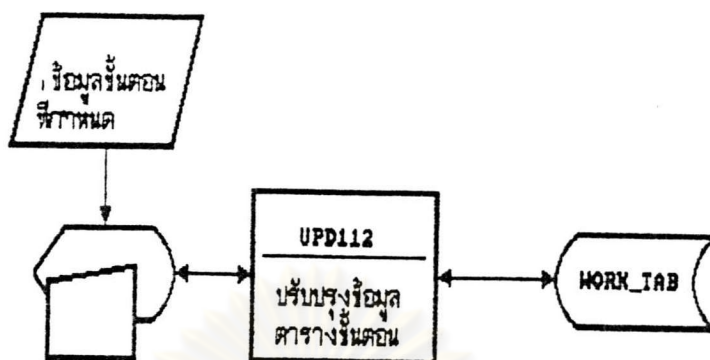 ข้อมูลขั้นตอน
ที่กำหนด
UPD112
ปรับปรุงข้อมูล
ตารางขั้นตอน
WORK_TAB